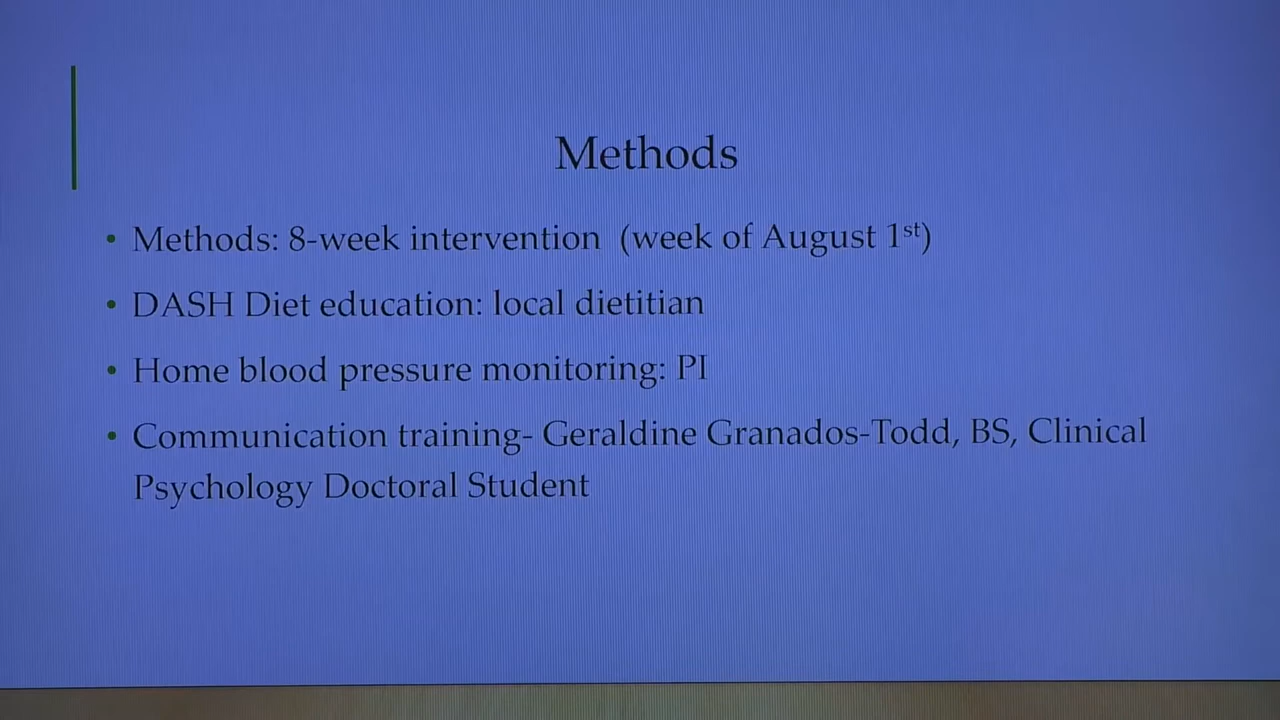 Methods
• Methods: 8-week intervention (week of August 1st)
• DASH Diet education: local dietitian
• Home blood pressure monitoring: PI
• Communication training- Geraldine Granados-Todd, BS, Clinical
Psychology Doctoral Student